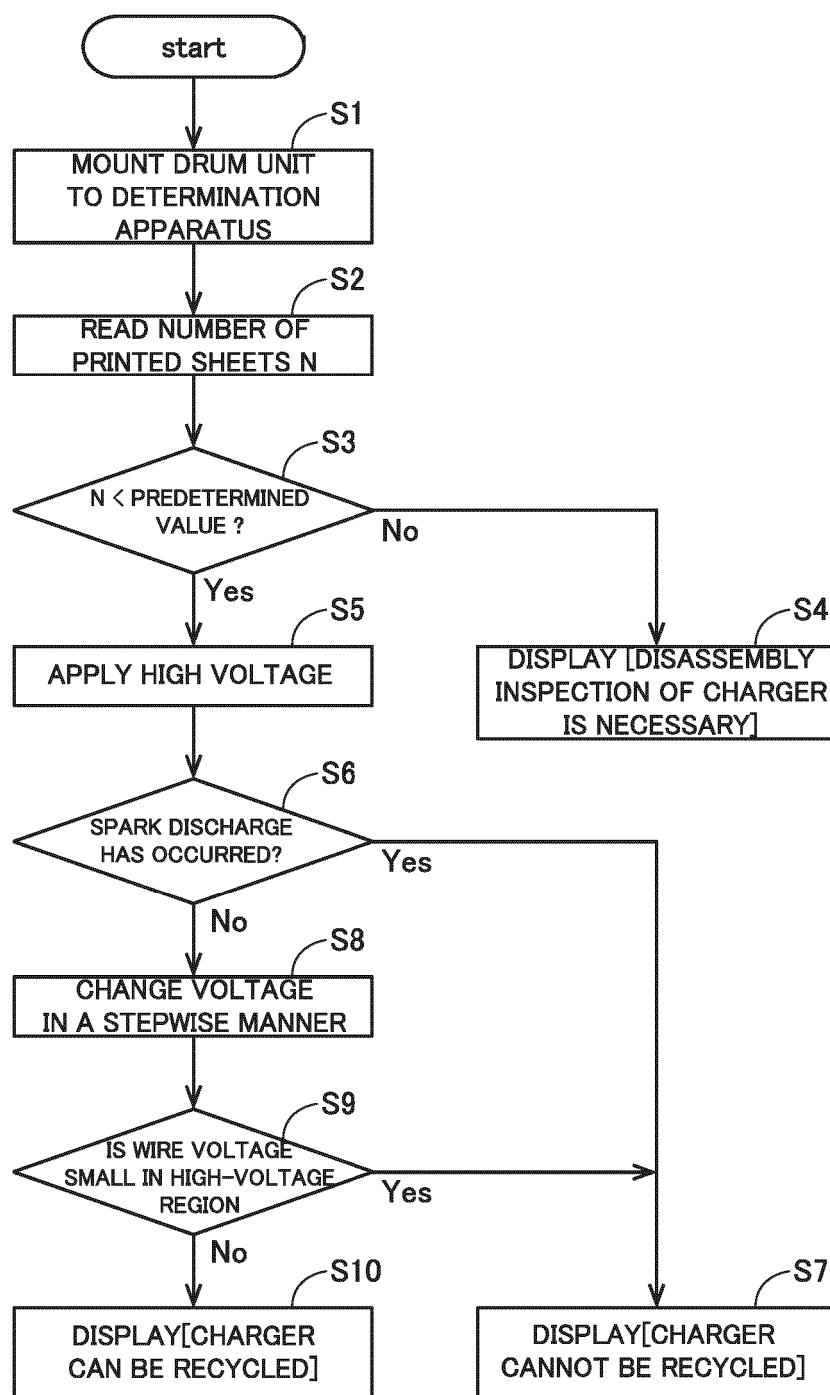 start
S1
MOUNT DRUM UNIT
TO DETERMINATION
APPARATUS
S2
READ NUMBER OF
PRINTED SHEETS N
S3
N < PREDETERMINED
VALUE ?
No
Yes
S5
APPLY HIGH VOLTAGE
S4
DISPLAY [DISASSEMBLY
INSPECTION OF CHARGER
IS NECESSARY]
S6
SPARK DISCHARGE
HAS OCCURRED?
Yes
No
S8
CHANGE VOLTAGE
IN A STEPWISE MANNER
S9
IS WIRE VOLTAGE
SMALL IN HIGH-VOLTAGE
REGION
Yes
No
S10
DISPLAY[CHARGER
CAN BE RECYCLED]
S7
DISPLAY[CHARGER
CANNOT BE RECYCLED]